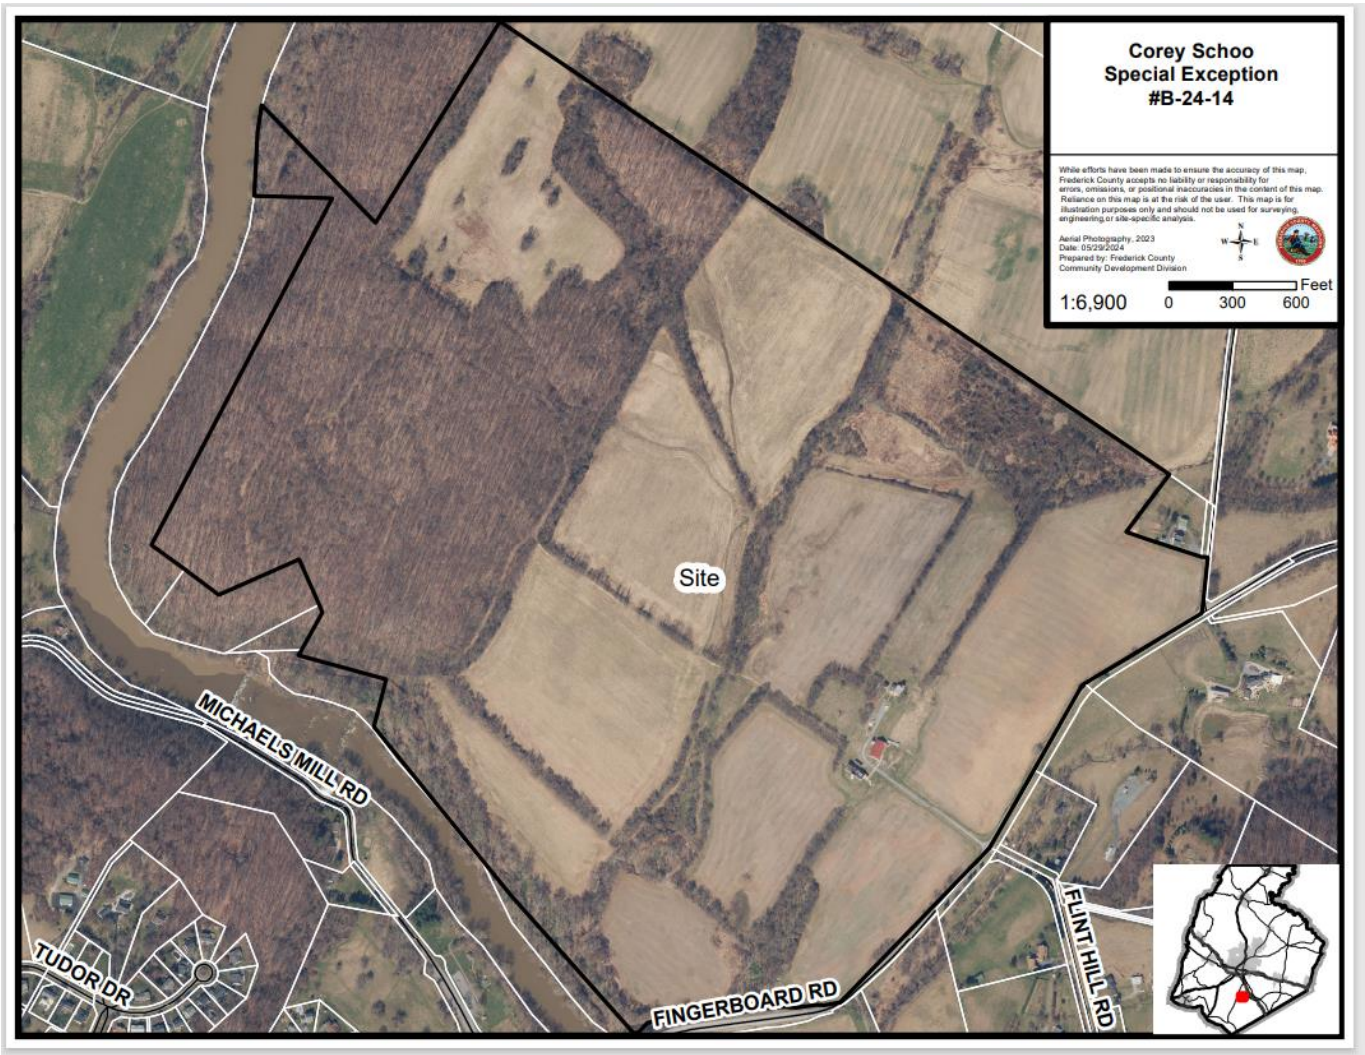 Corey Schoo
Special Exception
#B-24-14
While efforts have been made to ensure the accuracy of this map,
Frederick County accepts no liability or responsibility for
errors, omissions, or positional inaccuracies in the content of this map.
Reliance on this map is at the risk of the user. This map is for
illustration purposes only and should not be used for surveying,
engineering,or site-specific analysis.
Aerial Photography, 2023
Date: 05/29/2024
Prepared by: Frederick County
Community Development Division
N
W E
S
1:6,900
0 300 600 Feet
Site
MICHAELS MILL RD
TUDOR DR
FINGERBOARD RD
FLINT HILL RD